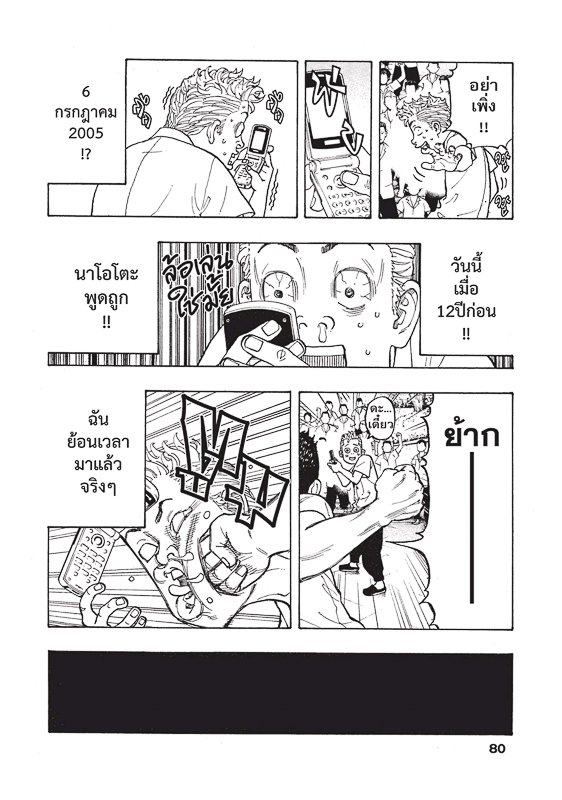 อย่า
เพิ่ง
!!
6
กรกฎาคม
2005
!?
วันนี้
เมื่อ
12ปีก่อน
!!
ล้อเล่น
ใช่มั้ย
นาโอโตะ
พูดถูก
!!
ย้าก
ดะ...
เดี๋ยว
ฉัน
ย้อนเวลา
มาแล้ว
จริงๆ
80